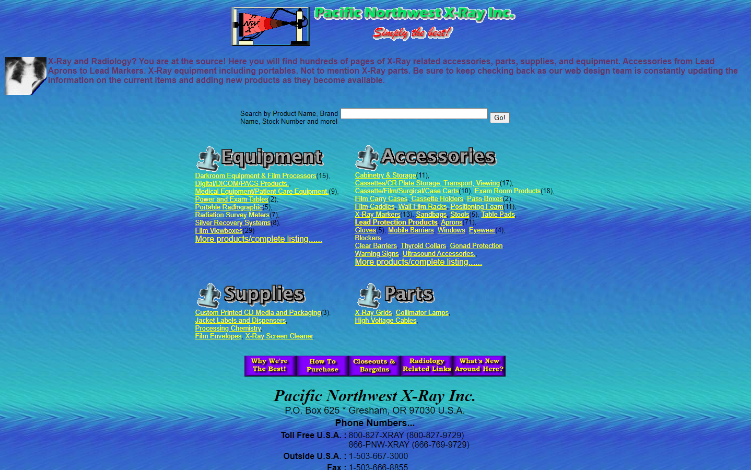 Pacific Northwest X-Ray Inc.
Simply the best!
X-Ray and Radiology? You are at the source! Here you will find hundreds of pages of X-Ray related accessories, parts, supplies, and equipment. Accessories from Lead
Aprons to Lead Markers. X-Ray equipment including portables. Not to mention X-Ray parts. Be sure to keep checking back as our web design team is constantly updating the
information on the current items and adding new products as they become available.
Search by Product Name, Brand
Name, Stock Number and more!
Go!
Equipment
Darkroom Equipment & Film Processors (15),
Digital/DICOM/PACS Products,
Medical Equipment/Patient Care Equipment (9),
Power and Exam Tables (2),
Portable Radiographic
Radiation Survey Meters (7),
Silver Recovery Systems
Film Viewboxes
More products/complete listing......
Accessories
Cabinetry & Storage (11),
Cassettes/CR Plate Storage, Transport, Viewing (17),
Cassette/Film/Surgical/Case Carts (10), Exam Room Products (18),
Film Carry Cases, Cassette Holders, Pass Boxes (2),
Film Caddies, Wall Film Racks, Positioning Foam (11),
X-Ray Markers (13), Sandbags, Stools (5), Table Pads,
Lead Protection Products, Aprons
Gloves Mobile Barriers, Windows, Eyewear
Blockers,
Clear Barriers, Thyroid Collars, Gonad Protection,
Warning Signs, Ultrasound Accessories,
More products/complete listing......
Supplies
Custom Printed CD Media and Packaging (3),
Jacket Labels and Dispensers,
Processing Chemistry,
Film Envelopes, X-Ray Screen Cleaner
Parts
X-Ray Grids, Collimator Lamps,
High Voltage Cables
Why We're The Best!
How To Purchase
Closeouts & Bargains
Radiology Related Links
What's New Around Here?
Pacific Northwest X-Ray Inc.
P.O. Box 625 * Gresham, OR 97030 U.S.A.
Phone Numbers...
Toll Free U.S.A. : 800-827-XRAY (800-827-9729)
866-PNW-XRAY (866-769-9729)
Outside U.S.A. : 1-503-667-3000
Fax : 1-503-666-8855